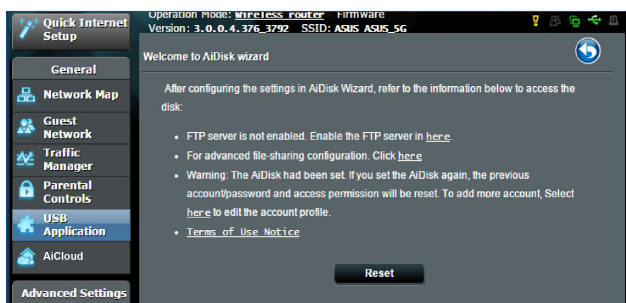 Quick Internet
Setup
Operation Mode: Wireless router Firmware
Version: 3.0.0.4.376_3792 SSID: ASUS ASUS_5G
General
Network Map
Guest
Network
Traffic
Manager
Parental
Controls
USB
Application
AiCloud
Advanced Settings
Welcome to AiDisk wizard
After configuring the settings in AiDisk Wizard, refer to the information below to access the
disk:
• FTP server is not enabled. Enable the FTP server in here.
• For advanced file-sharing configuration. Click here
• Warning: The AiDisk had been set. If you set the AiDisk again, the previous
account/password and access permission will be reset. To add more account, Select
here to edit the account profile.
• Terms of Use Notice
Reset